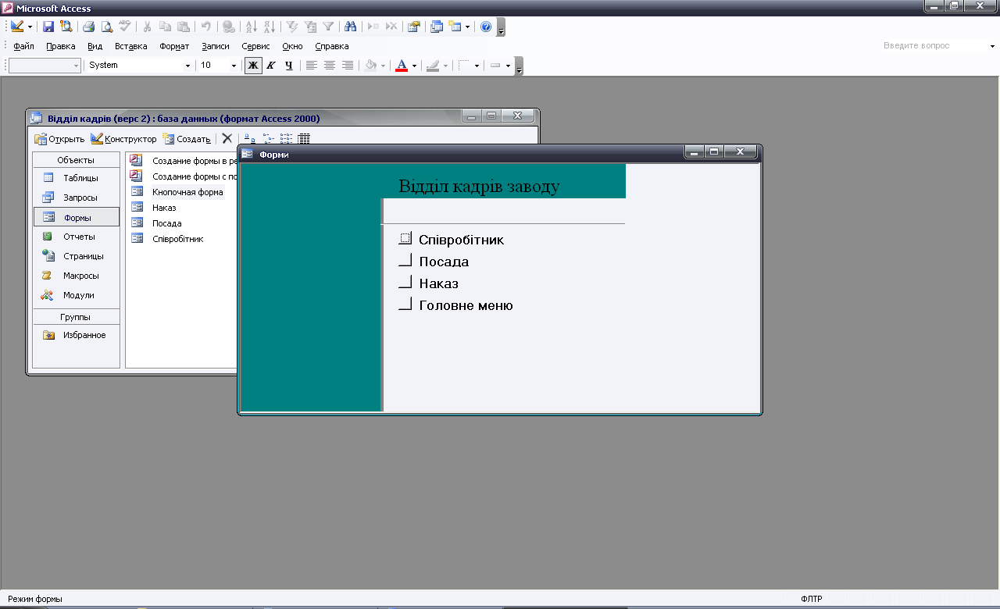 Microsoft Access
Файл Правка Вид Вставка Формат Записи Сервис Окно Справка
Введите вопрос
System 10 Ж К Ч
Відділ кадрів (верс 2) : база данных (формат Access 2000)
Открыть Конструктор Создать
Объекты
Таблицы
Запросы
Формы
Отчеты
Страницы
Макросы
Модули
Группы
Избранное
Создание формы в ре
Создание формы с по
Кнопочная форма
Наказ
Посада
Співробітник
Форми
Відділ кадрів заводу
Співробітник
Посада
Наказ
Головне меню
Режим формы
ФЛТР